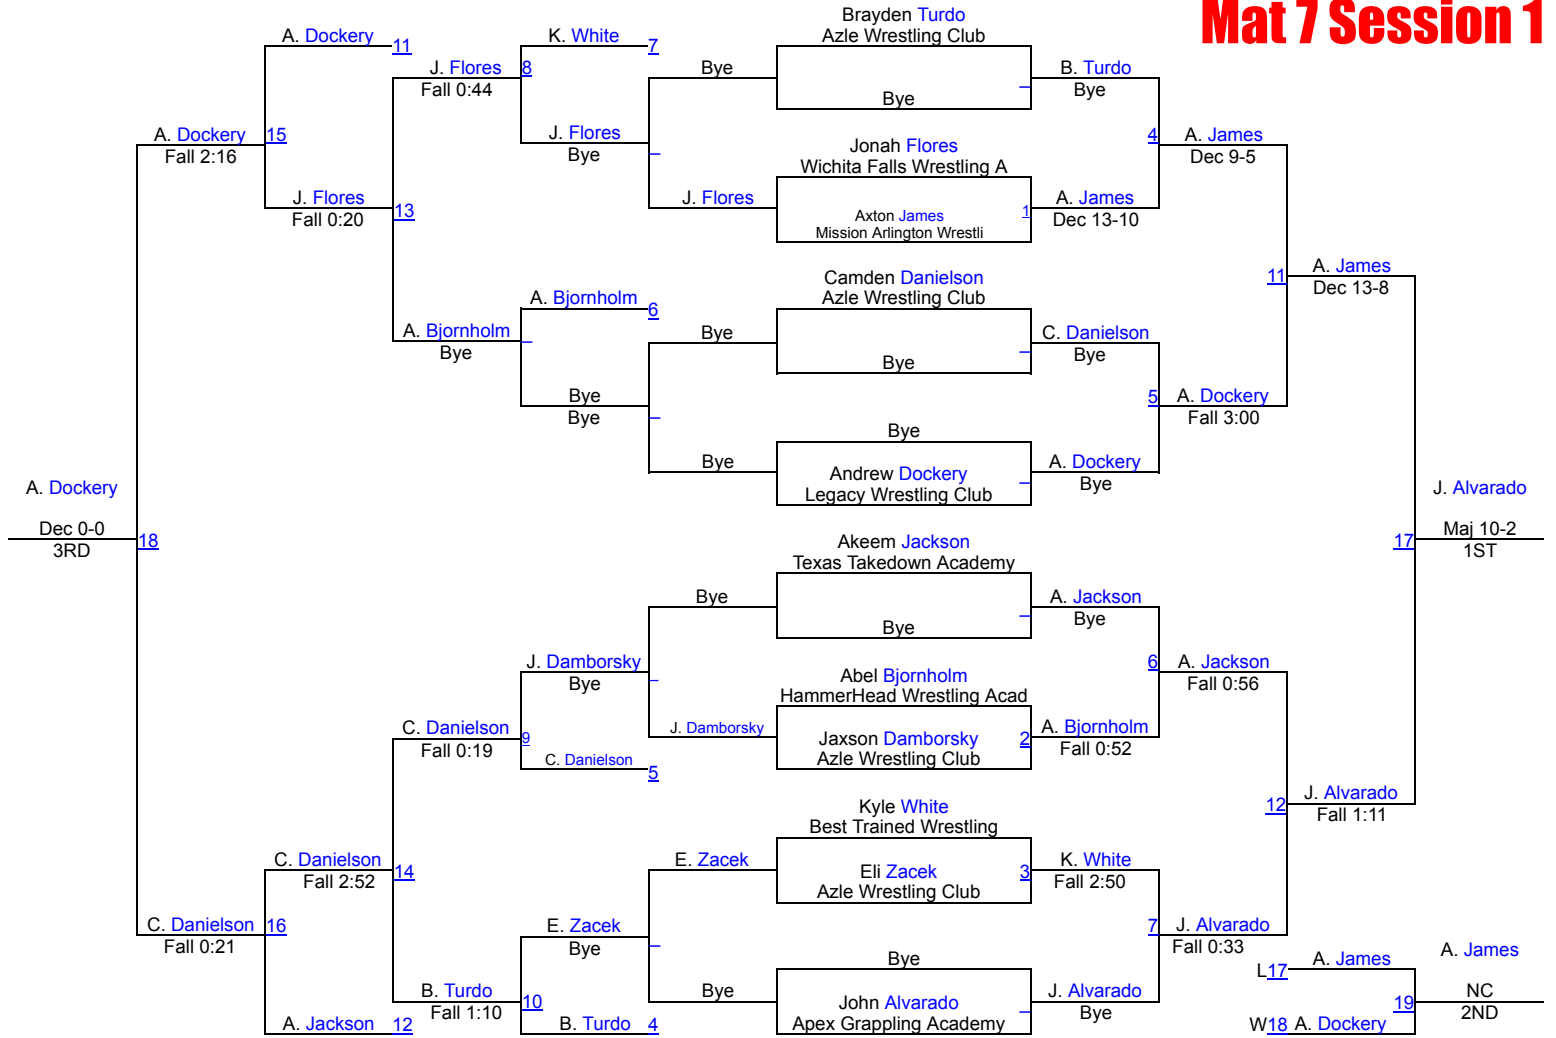 Mat 7 Session 1
Brayden Turdo
Azle Wrestling Club
A. Dockery 11
K. White 7
J. Flores 8
Fall 0:44
Bye
Bye
B. Turdo
Bye
A. Dockery 15
Fall 2:16
J. Flores
Bye
4 A. James
Dec 9-5
Jonah Flores
Wichita Falls Wrestling A
J. Flores 13
Fall 0:20
J. Flores
Axton James 1
Mission Arlington Wrestli
A. James
Dec 13-10
Camden Danielson
Azle Wrestling Club
11 A. James
Dec 13-8
A. Bjornholm 6
A. Bjornholm
Bye
Bye
Bye
C. Danielson
Bye
Bye
Bye
5 A. Dockery
Fall 3:00
Bye
Bye
Andrew Dockery
Legacy Wrestling Club
A. Dockery
Bye
A. Dockery
J. Alvarado
Dec 0-0
3RD
18
17
Maj 10-2
1ST
Akeem Jackson
Texas Takedown Academy
Bye
Bye
A. Jackson
Bye
J. Damborsky
Bye
6 A. Jackson
Fall 0:56
Abel Bjornholm
HammerHead Wrestling Acad
C. Danielson 9
Fall 0:19
J. Damborsky
Jaxson Damborsky 2
Azle Wrestling Club
A. Bjornholm
Fall 0:52
C. Danielson 5
12 J. Alvarado
Fall 1:11
Kyle White
Best Trained Wrestling
C. Danielson 14
Fall 2:52
E. Zacek
Eli Zacek 3
Azle Wrestling Club
K. White
Fall 2:50
C. Danielson 16
Fall 0:21
E. Zacek
Bye
7 J. Alvarado
Fall 0:33
Bye
B. Turdo 10
Fall 1:10
Bye
John Alvarado
Apex Grappling Academy
J. Alvarado
Bye
A. Jackson 12
B. Turdo 4
L17 A. James
A. James
19
NC
2ND
W18 A. Dockery